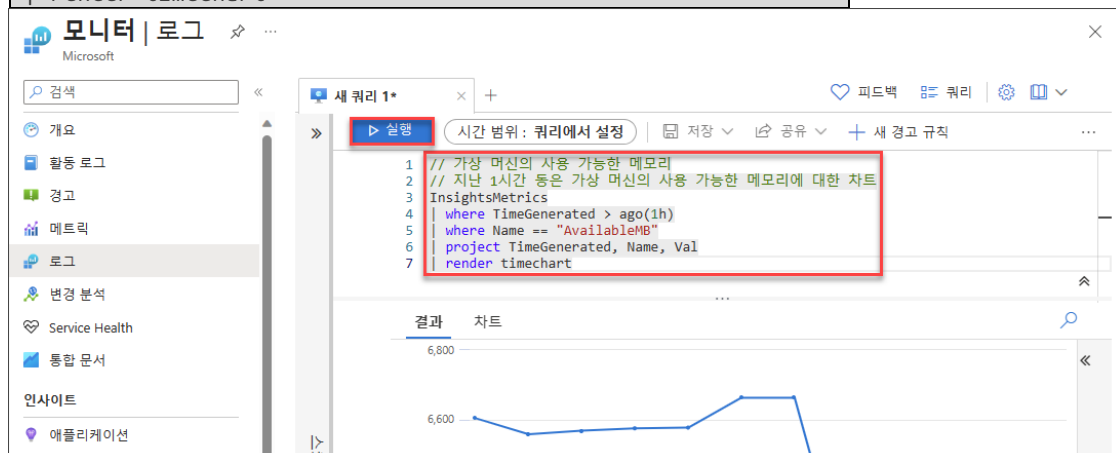 모니터 | 로그
Microsoft
검색
개요
활동 로그
경고
메트릭
로그
변경 분석
Service Health
통합 문서
인사이트
애플리케이션
새 쿼리 1*
피드백 쿼리
실행 시간 범위 : 쿼리에서 설정 저장 공유 새 경고 규칙
1 // 가상 머신의 사용 가능한 메모리
2 // 지난 1시간 동은 가상 머신의 사용 가능한 메모리에 대한 차트
3 InsightsMetrics
4 | where TimeGenerated > ago(1h)
5 | where Name == "AvailableMB"
6 | project TimeGenerated, Name, Val
7 | render timechart
결과 차트
6,800
6,600